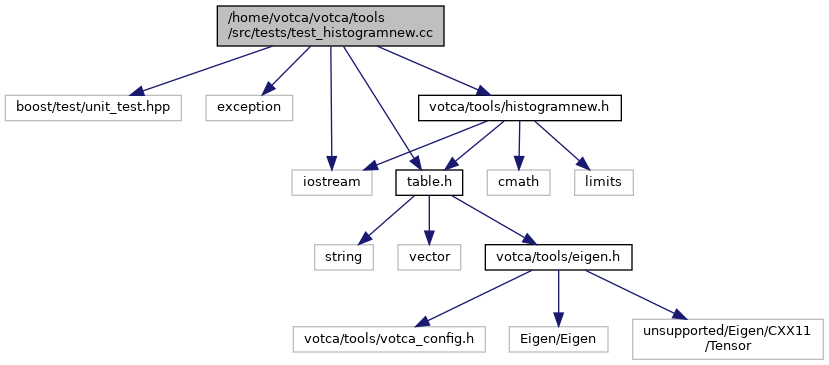 /home/votca/votca/tools
/src/tests/test_histogramnew.cc
boost/test/unit_test.hpp
exception
votca/tools/histogramnew.h
iostream
table.h
cmath
limits
string
vector
votca/tools/eigen.h
votca/tools/votca_config.h
Eigen/Eigen
unsupported/Eigen/CXX11
/Tensor